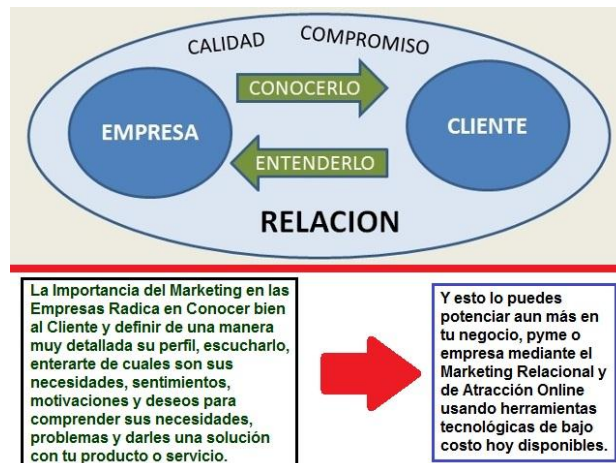 CALIDAD COMPROMISO
CONOCERLO
EMPRESA
CLIENTE
ENTENDERLO
RELACION
La Importancia del Marketing en las
Empresas Radica en Conocer bien
al Cliente y definir de una manera
muy detallada su perfil, escucharlo,
enterarte de cuales son sus
necesidades, sentimientos,
motivaciones y deseos para
comprender sus necesidades,
problemas y darles una solución
con tu producto o servicio.
Y esto lo puedes
potenciar aun más en
tu negocio, pyme o
empresa mediante el
Marketing Relacional y
de Atracción Online
usando herramientas
tecnológicas de bajo
costo hoy disponibles.